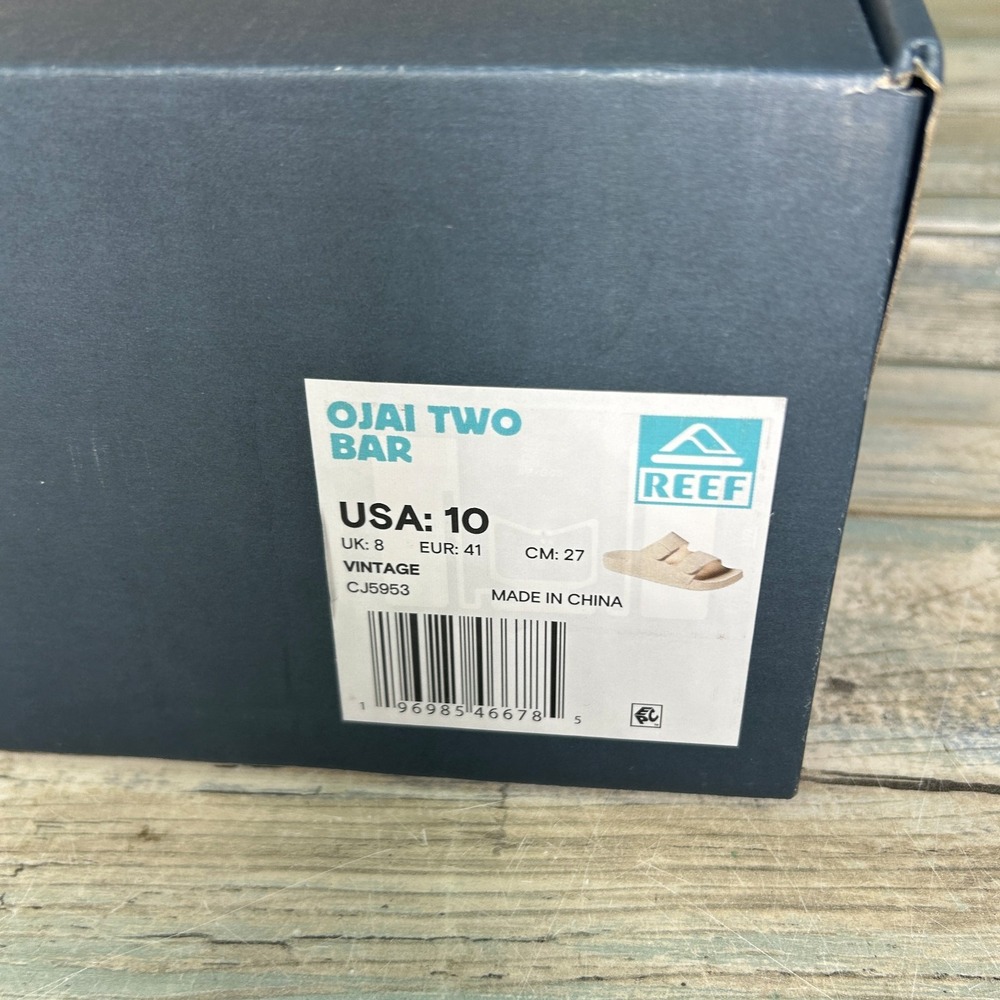 OJAI TWO
BAR
REEF
USA: 10
UK: 8 EUR: 41 CM: 27
VINTAGE
CJ5953
MADE IN CHINA
1 96985 46678 5